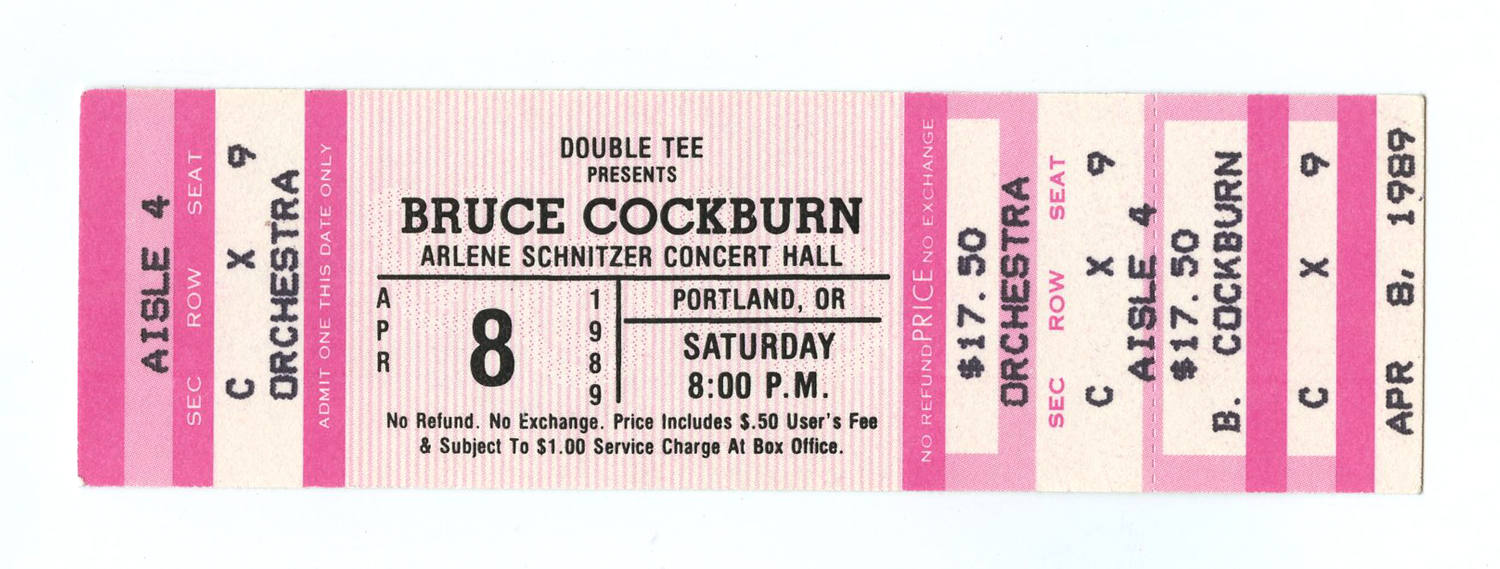 AISLE 4
SEC ROW SEAT
C X 9
ORCHESTRA
ADMIT ONE THIS DATE ONLY
DOUBLE TEE
PRESENTS
BRUCE COCKBURN
ARLENE SCHNITZER CONCERT HALL
APR
8
1989
PORTLAND, OR
SATURDAY
8:00 P.M.
No Refund. No Exchange. Price Includes $.50 User's Fee
& Subject To $1.00 Service Charge At Box Office.
NO REFUND PRICE NO EXCHANGE
$17.50
ORCHESTRA
SEC ROW SEAT
C X 9
AISLE 4
$17.50
B. COCKBURN
C X 9
APR 8, 1989